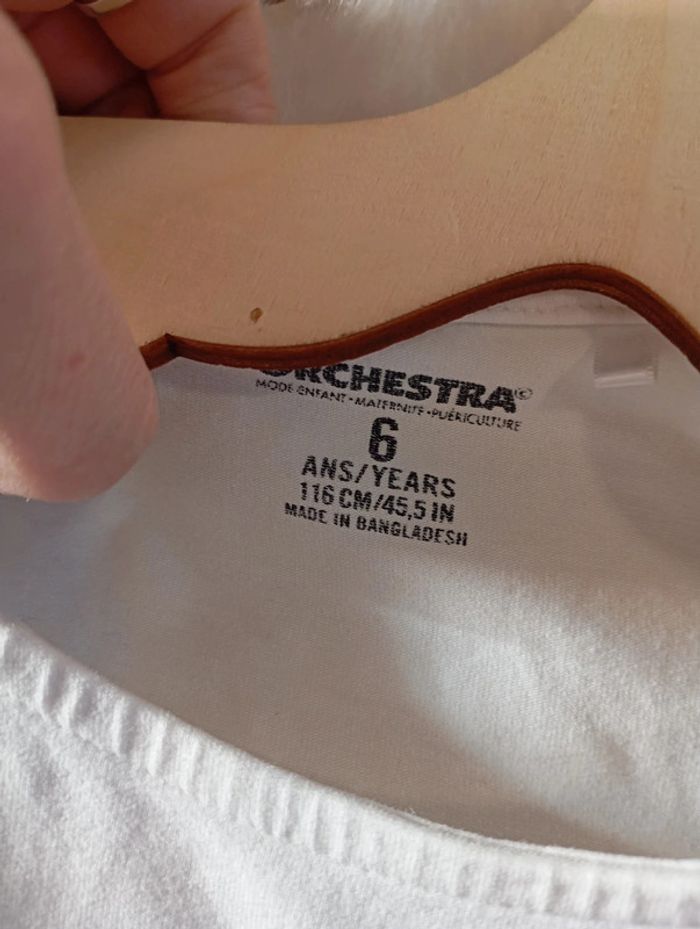 ORCHESTRA©
MODE ENFANT•MATERNITÉ•PUÉRICULTURE
6
ANS/YEARS
116 CM/45,5 IN
MADE IN BANGLADESH